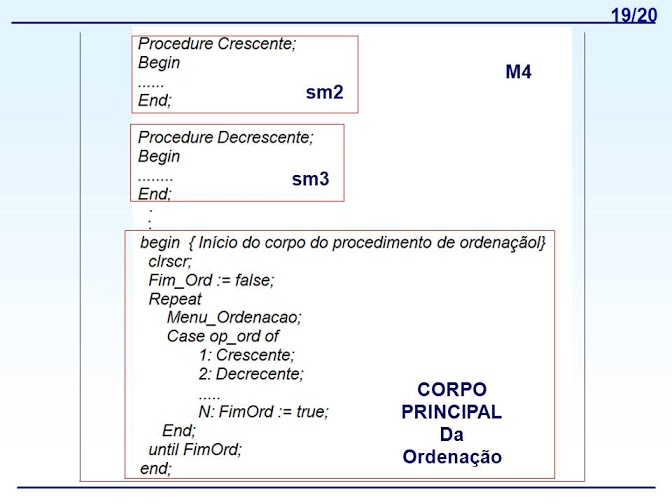 19/20
Procedure Crescente;
Begin
......
End;
sm2
M4
Procedure Decrescente;
Begin
........
End;
sm3
:
:
begin { Início do corpo do procedimento de ordenaçãol}
clrscr;
Fim_Ord := false;
Repeat
Menu_Ordenacao;
Case op_ord of
1: Crescente;
2: Decrecente;
.....
N: FimOrd := true;
End;
until FimOrd;
end;
CORPO
PRINCIPAL
Da
Ordenação